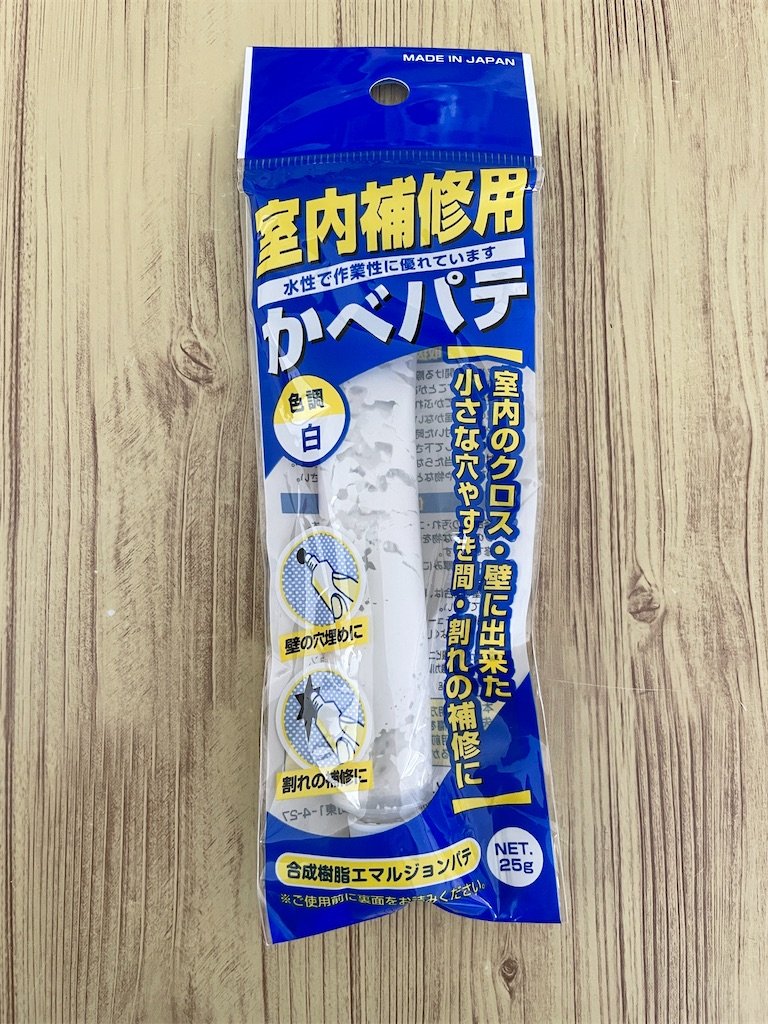 MADE IN JAPAN
室内補修用
水性で作業性に優れています
かべパテ
色調
白
室内のクロス・壁に出来た
小さな穴やすき間・割れの補修に
壁の穴埋めに
割れの補修に
合成樹脂エマルジョンパテ
NET.
25g
※ご使用前に裏面をお読みください。